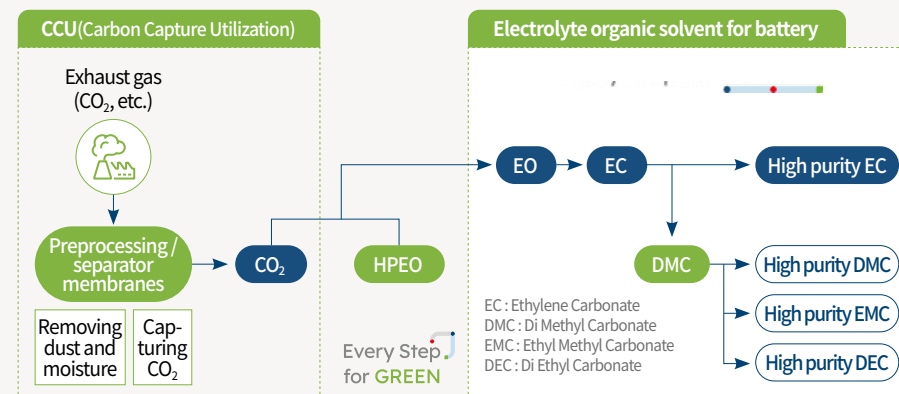 CCU(Carbon Capture Utilization)
Exhaust gas
(CO₂, etc.)
Preprocessing /
separator
membranes
Removing
dust and
moisture
Cap-
turing
CO₂
CO₂
HPEO
Every Step
for GREEN
Electrolyte organic solvent for battery
EO
EC
High purity EC
DMC
High purity DMC
High purity EMC
High purity DEC
EC : Ethylene Carbonate
DMC : Di Methyl Carbonate
EMC : Ethyl Methyl Carbonate
DEC : Di Ethyl Carbonate